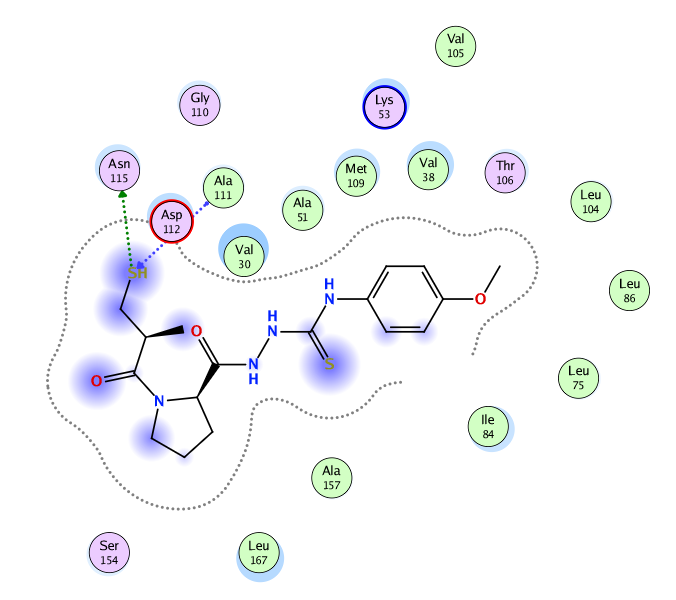 Val
105
Gly
110
Lys
53
Asn
115
Ala
111
Met
109
Val
38
Thr
106
Asp
112
Ala
51
Leu
104
Val
30
SH
H
N
O
Leu
86
O
H
N
N
H
S
O
N
Leu
75
Ile
84
Ala
157
Ser
154
Leu
167